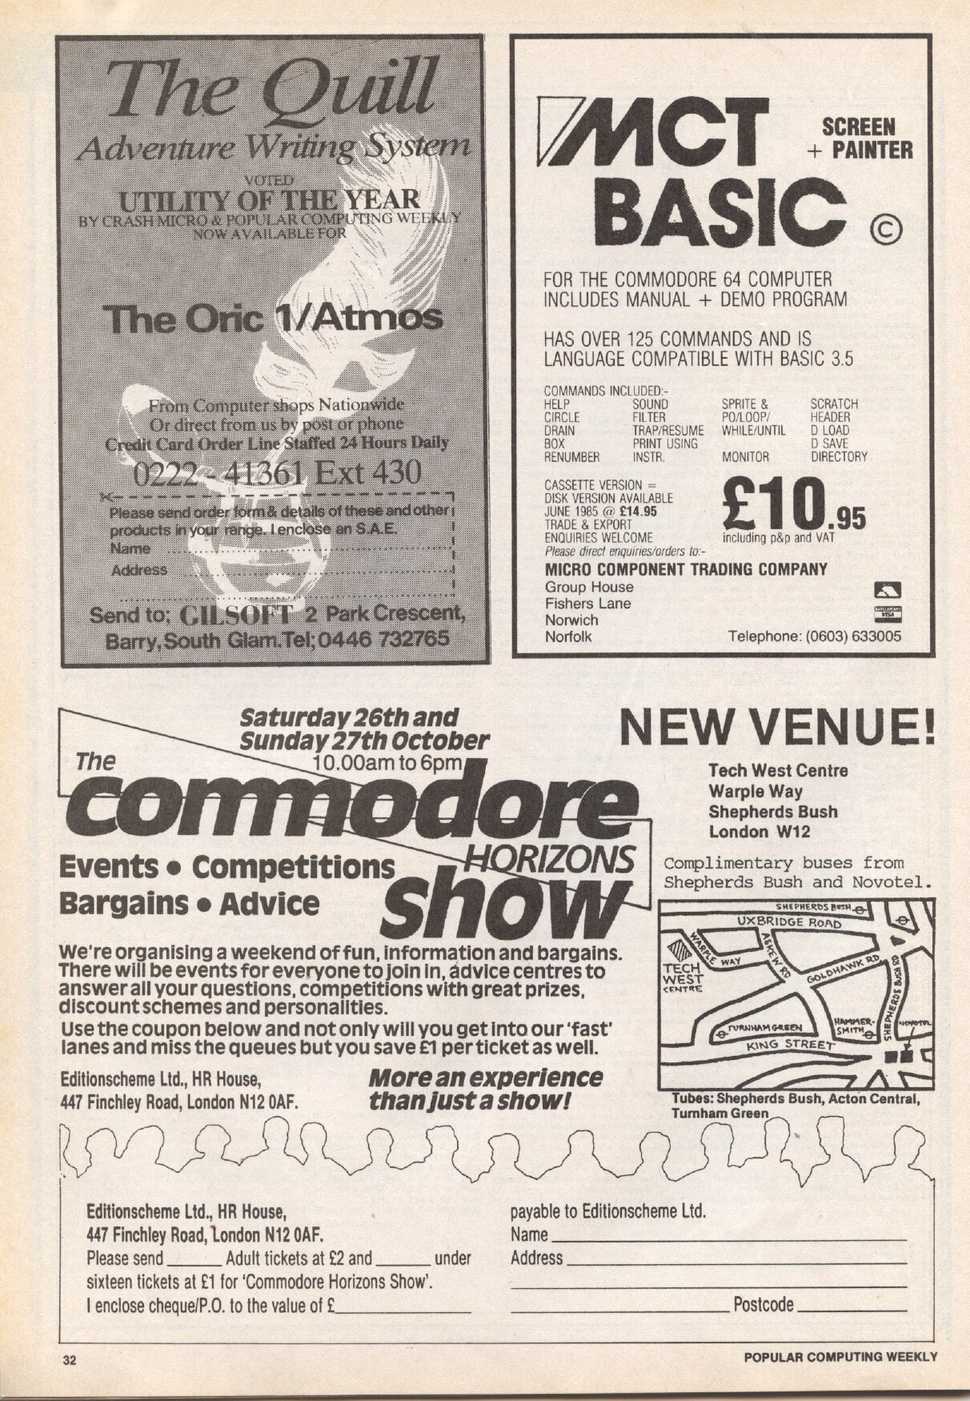 The Quill
Adventure Writing System
VOTED
UTILITY OF THE YEAR
BY CRASH MICRO & POPULAR COMPUTING WEEKLY
NOW AVAILABLE FOR
The Oric 1/Atmos
From Computer shops Nationwide
Or direct from us by post or phone
Credit Card Order Line Staffed 24 Hours Daily
0222 - 41361 Ext 430
Please send order form & details of these and other
products in your range. I enclose an S.A.E.
Name
Address
Send to; GILSOFT 2 Park Crescent,
Barry, South Glam. Tel; 0446 732765
MCT
SCREEN
+ PAINTER
BASIC ©
FOR THE COMMODORE 64 COMPUTER
INCLUDES MANUAL + DEMO PROGRAM
HAS OVER 125 COMMANDS AND IS
LANGUAGE COMPATIBLE WITH BASIC 3.5
COMMANDS INCLUDED:-
HELP SOUND SPRITE & SCRATCH
CIRCLE FILTER PO/LOOP/ HEADER
DRAIN TRAP/RESUME WHILE/UNTIL D LOAD
BOX PRINT USING D SAVE
RENUMBER INSTR. MONITOR DIRECTORY
CASSETTE VERSION =
DISK VERSION AVAILABLE
JUNE 1985 @ £14.95
TRADE & EXPORT
ENQUIRIES WELCOME
£10.95
including p&p and VAT
Please direct enquiries/orders to:-
MICRO COMPONENT TRADING COMPANY
Group House
Fishers Lane
Norwich
Norfolk
VISA
Telephone: (0603) 633005
Saturday 26th and
Sunday 27th October
10.00am to 6pm
The
commodore
HORIZONS
show
Events • Competitions
Bargains • Advice
We're organising a weekend of fun, information and bargains.
There will be events for everyone to join in, advice centres to
answer all your questions, competitions with great prizes,
discount schemes and personalities.
Use the coupon below and not only will you get into our 'fast'
lanes and miss the queues but you save £1 per ticket as well.
Editionscheme Ltd., HR House,
447 Finchley Road, London N12 0AF.
More an experience
than just a show!
NEW VENUE!
Tech West Centre
Warple Way
Shepherds Bush
London W12
Complimentary buses from
Shepherds Bush and Novotel.
SHEPHERDS BUSH
UXBRIDGE ROAD
WARPLE WAY
ASKEW RD
GOLDHAWK RD
TECH
WEST
CENTRE
SHEPHERDS BUSH RD
TURNHAM GREEN
HAMMER-
SMITH
NOVOTEL
KING STREET
Tubes: Shepherds Bush, Acton Central,
Turnham Green
Editionscheme Ltd., HR House,
447 Finchley Road, London N12 0AF.
Please send ______ Adult tickets at £2 and ______ under
sixteen tickets at £1 for 'Commodore Horizons Show'.
I enclose cheque/P.O. to the value of £
payable to Editionscheme Ltd.
Name
Address
Postcode
32
POPULAR COMPUTING WEEKLY